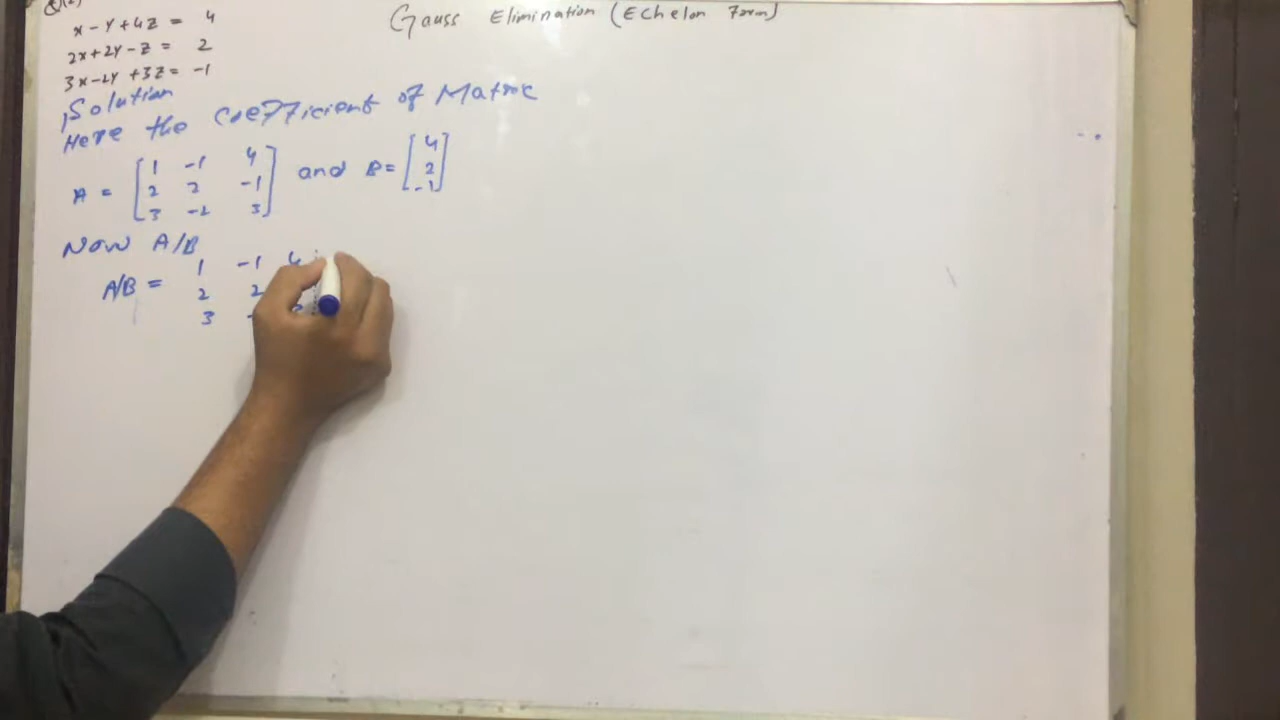 Q(2)
Gauss Elimination (Echelon Form)
x - y + 4z = 4
2x + 2y - z = 2
3x - 2y + 3z = -1
Solution
Here the coefficient of Matric
A = [1 -1 4] and B = [4]
[2 2 -1] [2]
[3 -2 3] [-1]
Now A/B
A/B = 1 -1 4
2 2
3